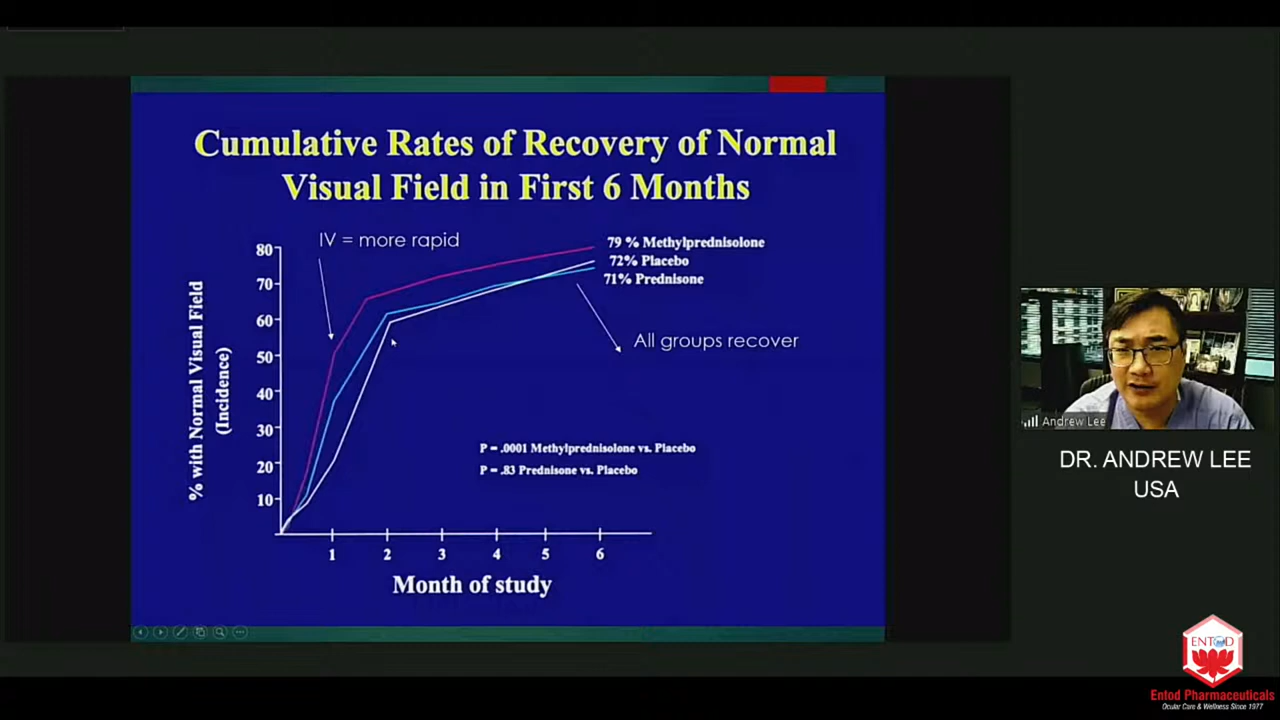 Cumulative Rates of Recovery of Normal
Visual Field in First 6 Months
IV = more rapid
79 % Methylprednisolone
72% Placebo
71% Prednisone
All groups recover
% with Normal Visual Field
(Incidence)
80
70
60
50
40
30
20
10
P = .0001 Methylprednisolone vs. Placebo
P = .83 Prednisone vs. Placebo
1 2 3 4 5 6
Month of study
Andrew Lee
DR. ANDREW LEE
USA
ENTOD
Entod Pharmaceuticals
Ocular Care & Wellness Since 1977